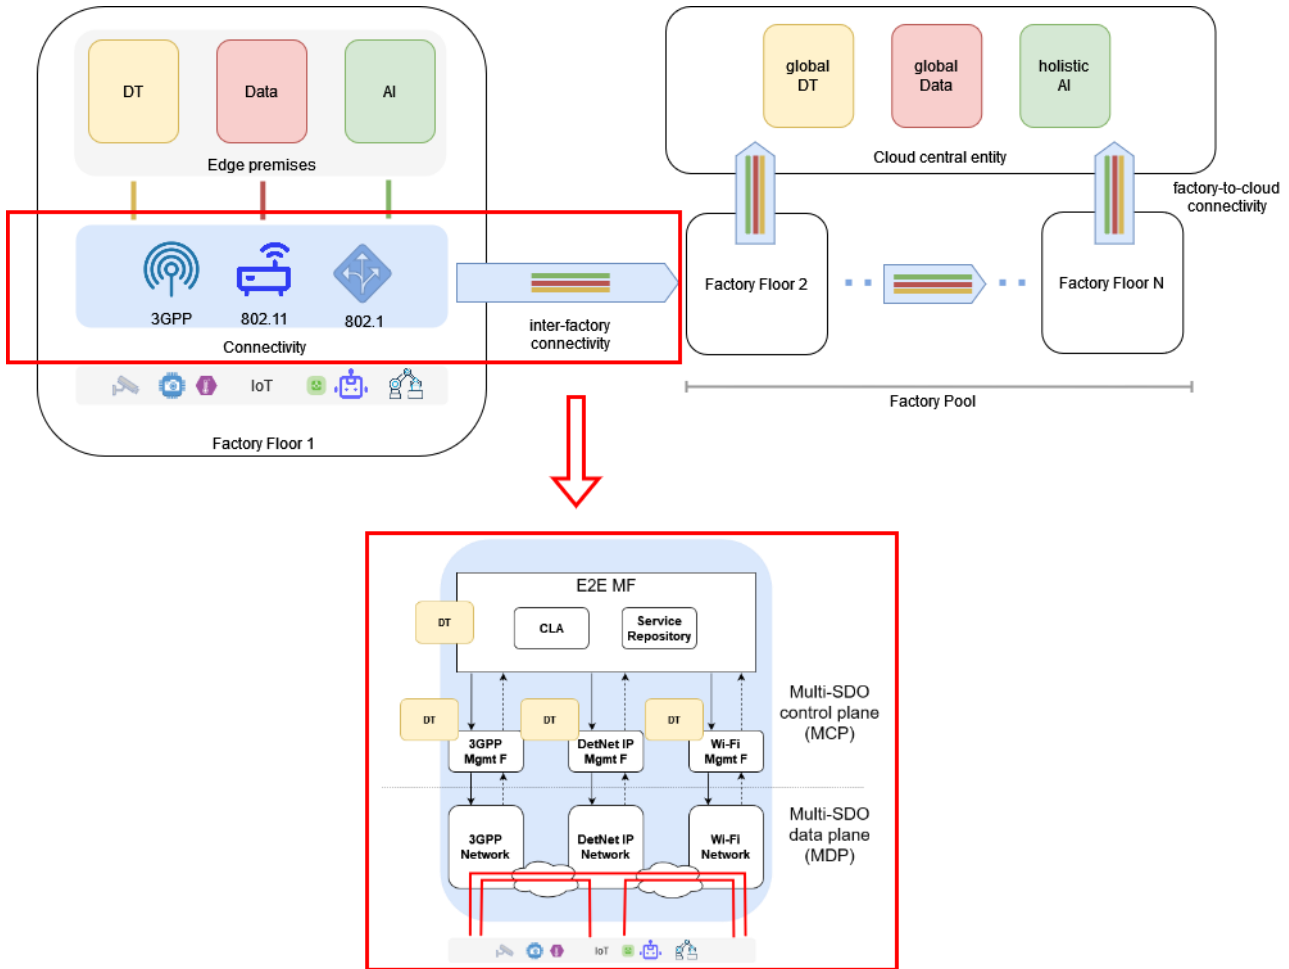 DT
Data
AI
Edge premises
3GPP
802.11
802.1
Connectivity
IoT
Factory Floor 1
inter-factory
connectivity
global
DT
global
Data
holistic
AI
Cloud central entity
factory-to-cloud
connectivity
Factory Floor 2
Factory Floor N
Factory Pool
E2E MF
DT
CLA
Service
Repository
DT
DT
DT
3GPP
Mgmt F
DetNet IP
Mgmt F
Wi-Fi
Mgmt F
Multi-SDO
control plane
(MCP)
3GPP
Network
DetNet IP
Network
Wi-Fi
Network
Multi-SDO
data plane
(MDP)
IoT